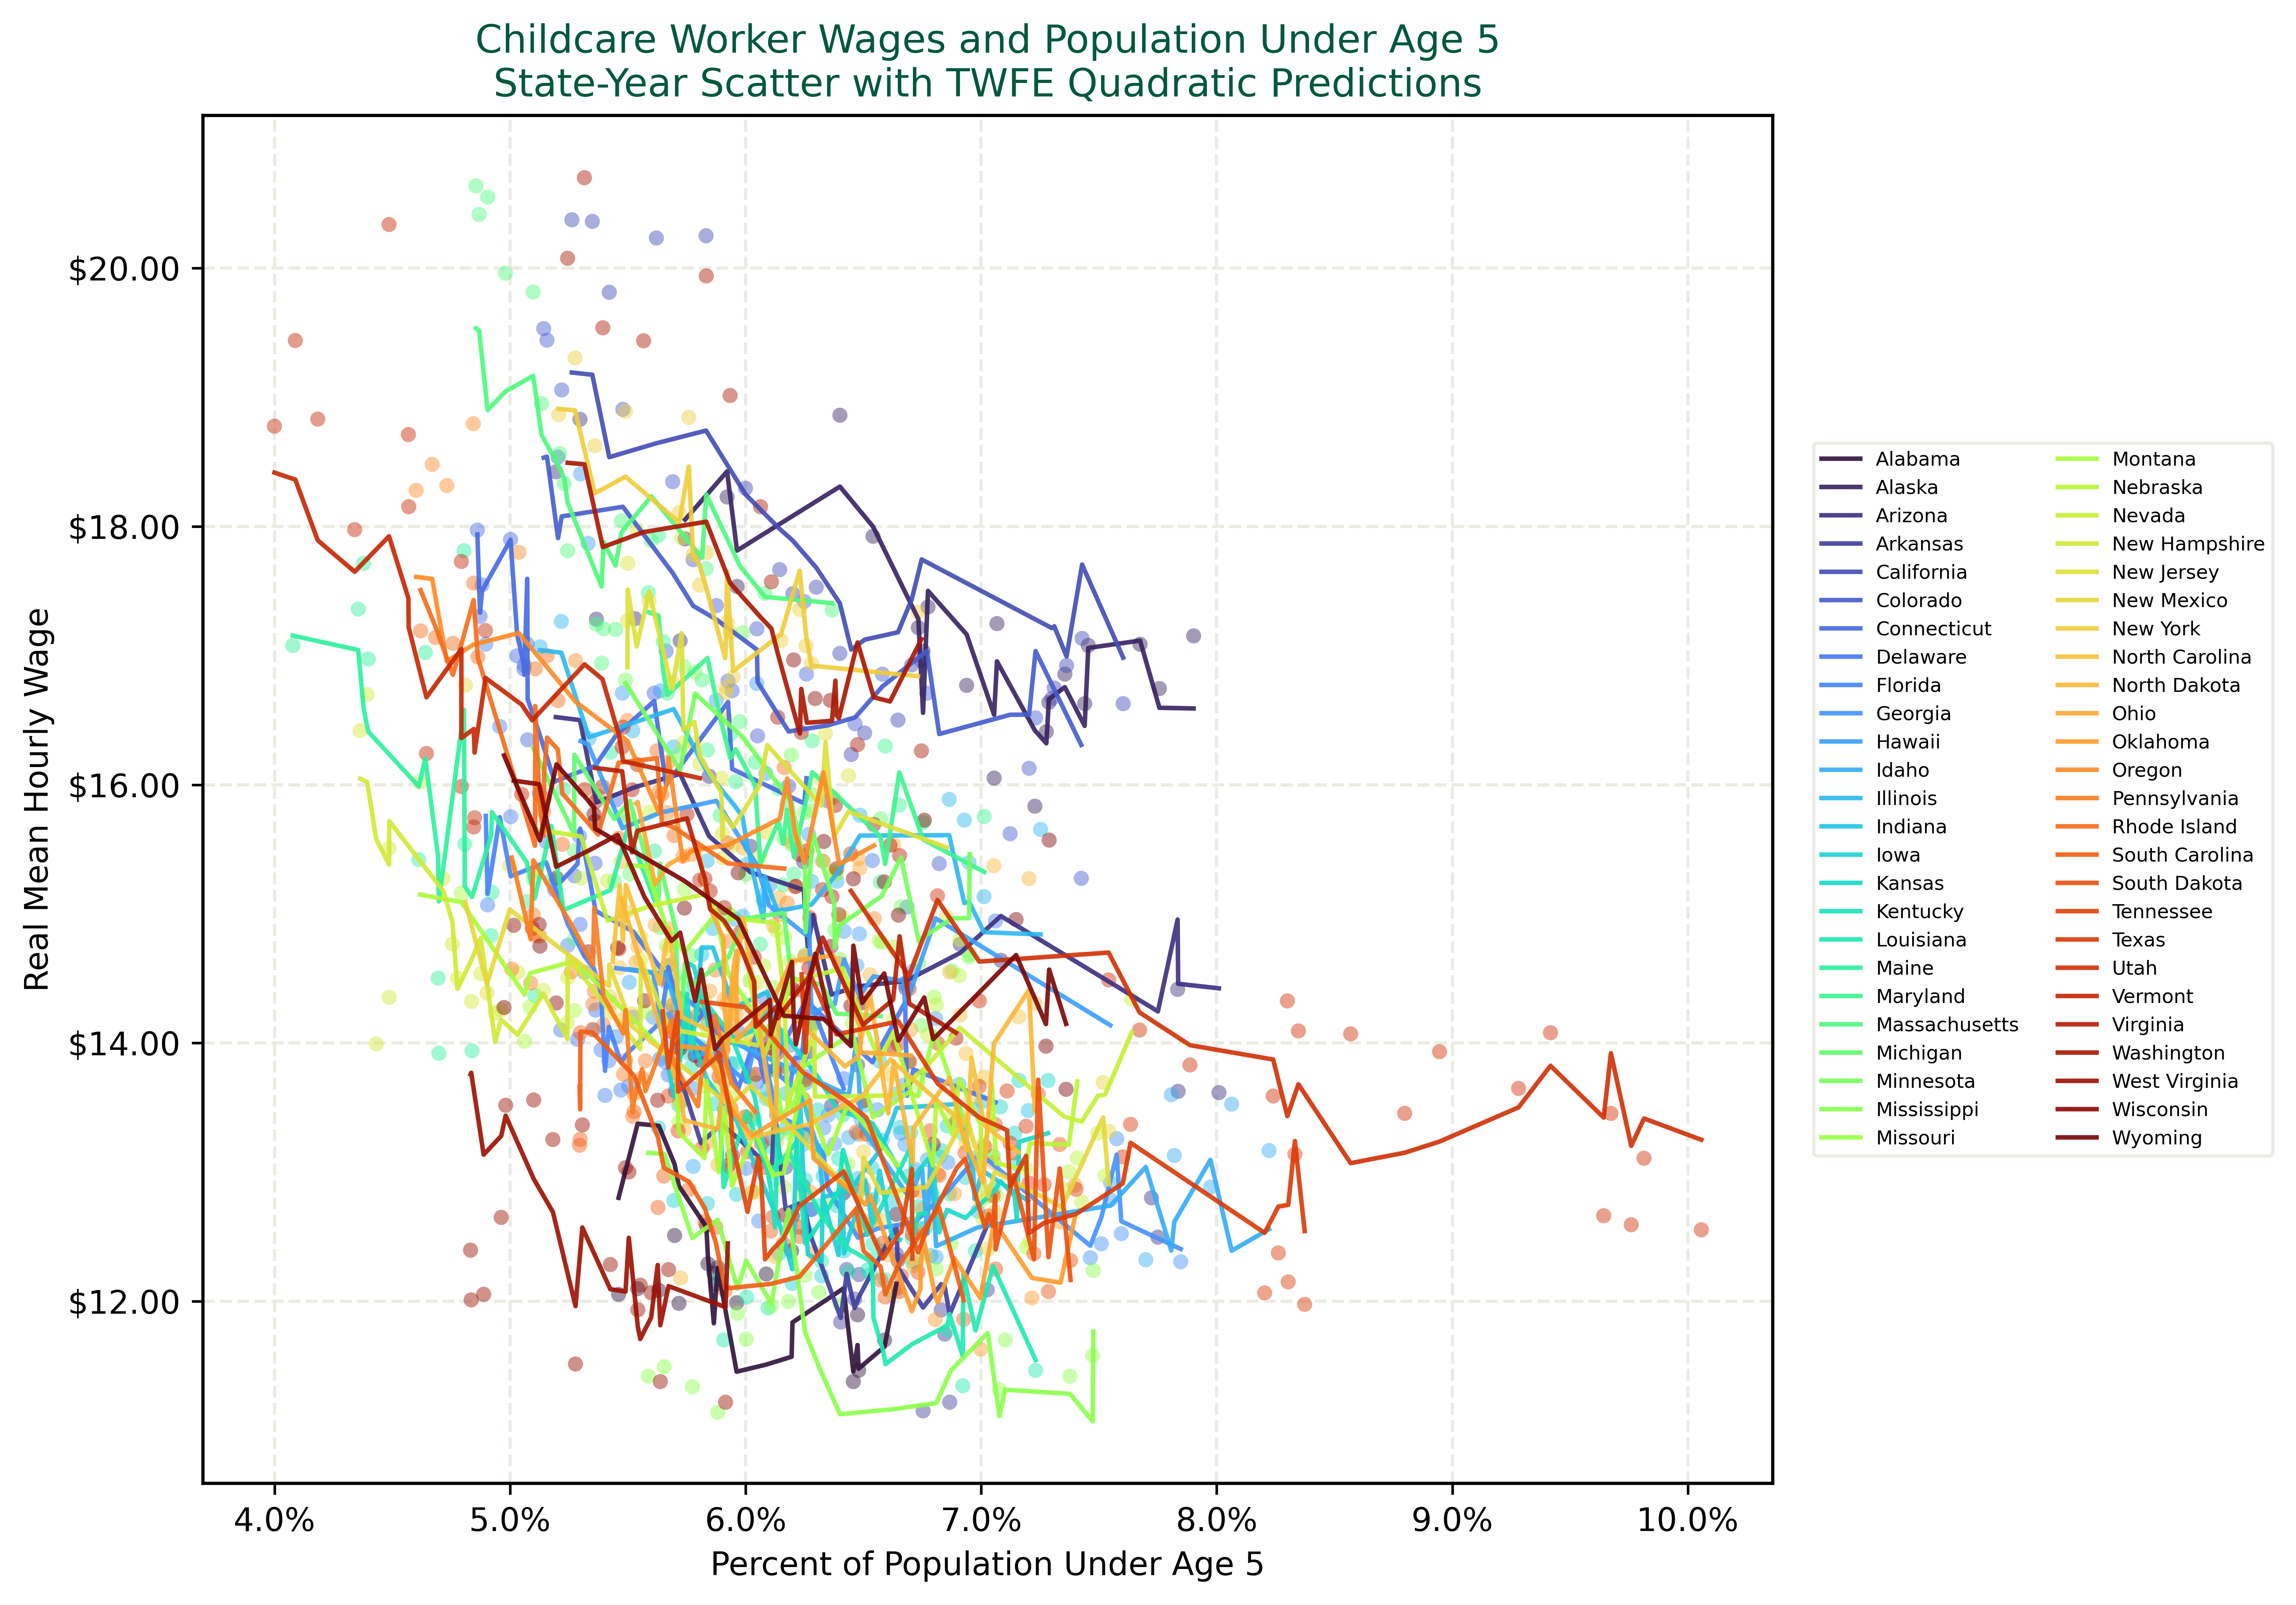 Childcare Worker Wages and Population Under Age 5
State-Year Scatter with TWFE Quadratic Predictions
Real Mean Hourly Wage
$20.00
$18.00
$16.00
$14.00
$12.00
4.0%
5.0%
6.0%
7.0%
8.0%
9.0%
10.0%
Percent of Population Under Age 5
Alabama
Alaska
Arizona
Arkansas
California
Colorado
Connecticut
Delaware
Florida
Georgia
Hawaii
Idaho
Illinois
Indiana
Iowa
Kansas
Kentucky
Louisiana
Maine
Maryland
Massachusetts
Michigan
Minnesota
Mississippi
Missouri
Montana
Nebraska
Nevada
New Hampshire
New Jersey
New Mexico
New York
North Carolina
North Dakota
Ohio
Oklahoma
Oregon
Pennsylvania
Rhode Island
South Carolina
South Dakota
Tennessee
Texas
Utah
Vermont
Virginia
Washington
West Virginia
Wisconsin
Wyoming